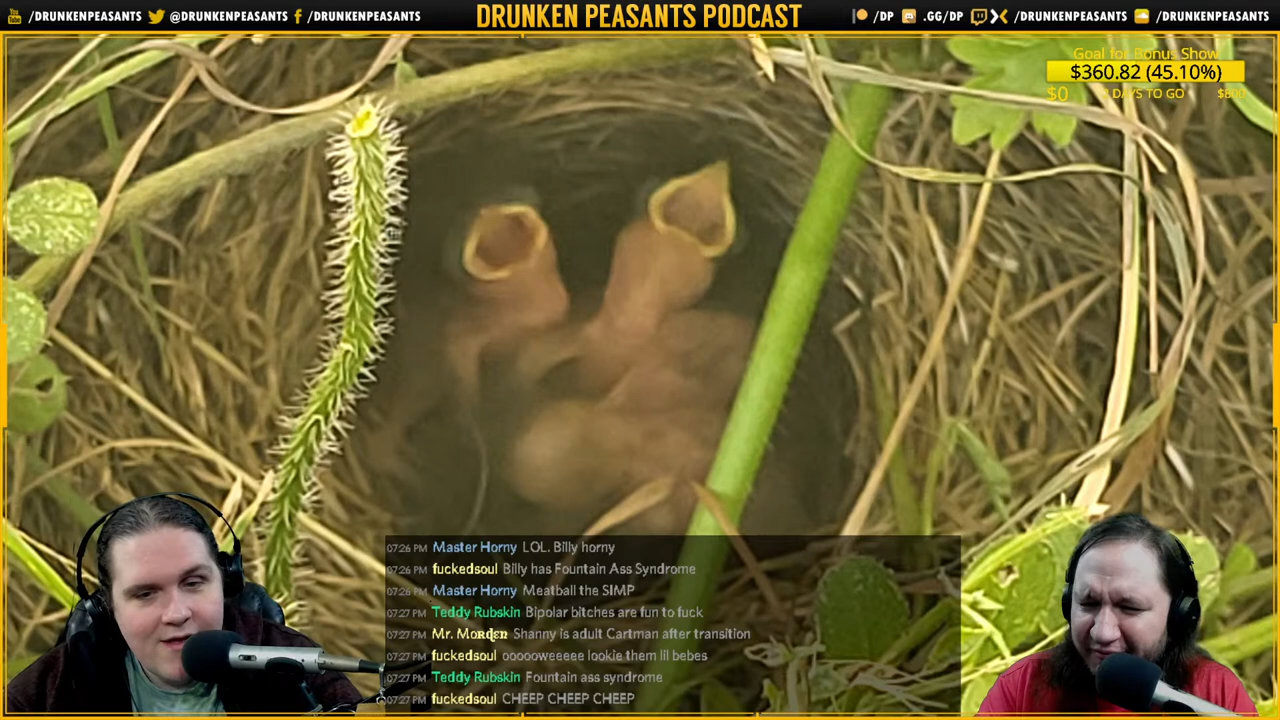 /DRUNKENPEASANTS @DRUNKENPEASANTS /DRUNKENPEASANTS DRUNKEN PEASANTS PODCAST /DP .GG/DP /DRUNKENPEASANTS /DRUNKENPEASANTS
Goal for Bonus Show
$360.82 (45.10%)
$0 DAYS TO GO $800
07:26 PM Master Horny LOL. Billy horny
07:26 PM fuckedsoul Billy has Fountain Ass Syndrome
07:26 PM Master Horny Meatball the SIMP
07:27 PM Teddy Rubskin Bipolar bitches are fun to fuck
07:27 PM Mr. Morden Shanny is adult Cartman after transition
07:27 PM fuckedsoul oooooweeeee lookie them lil bebes
07:27 PM Teddy Rubskin Fountain ass syndrome
07:27 PM fuckedsoul CHEEP CHEEP CHEEP